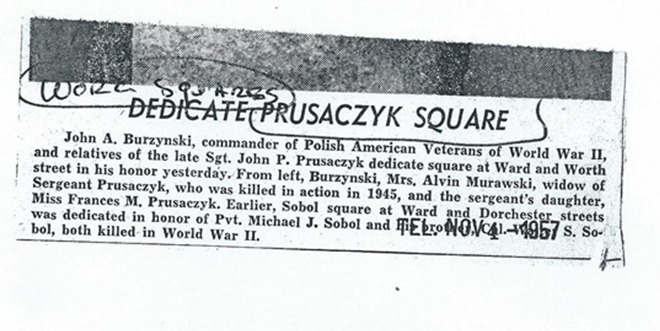 WORK SQUARES
DEDICATE PRUSACZYK SQUARE
John A. Burzynski, commander of Polish American Veterans of World War II,
and relatives of the late Sgt. John P. Prusaczyk dedicate square at Ward and Worth
street in his honor yesterday. From left, Burzynski, Mrs. Alvin Murawski, widow of
Sergeant Prusaczyk, who was killed in action in 1945, and the sergeant's daughter,
Miss Frances M. Prusaczyk. Earlier, Sobol square at Ward and Dorchester streets
was dedicated in honor of Pvt. Michael J. Sobol and S. So-
TEL. NOV 4 - 1957
bol, both killed in World War II.